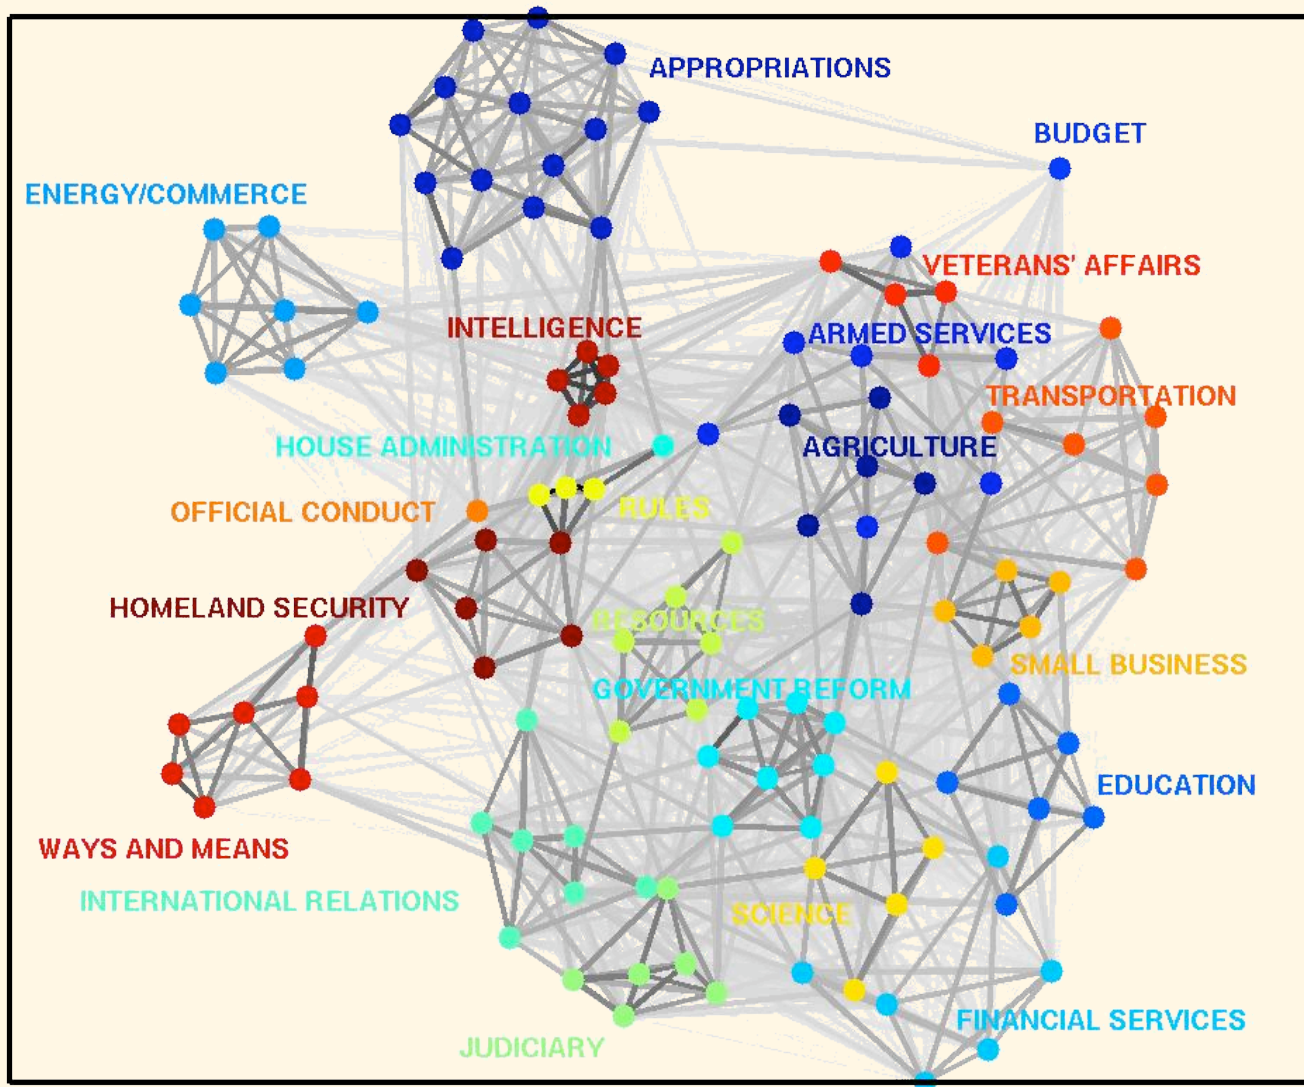 APPROPRIATIONS
BUDGET
ENERGY/COMMERCE
VETERANS' AFFAIRS
INTELLIGENCE
ARMED SERVICES
TRANSPORTATION
HOUSE ADMINISTRATION
AGRICULTURE
OFFICIAL CONDUCT
RULES
HOMELAND SECURITY
RESOURCES
SMALL BUSINESS
GOVERNMENT REFORM
EDUCATION
WAYS AND MEANS
INTERNATIONAL RELATIONS
SCIENCE
FINANCIAL SERVICES
JUDICIARY